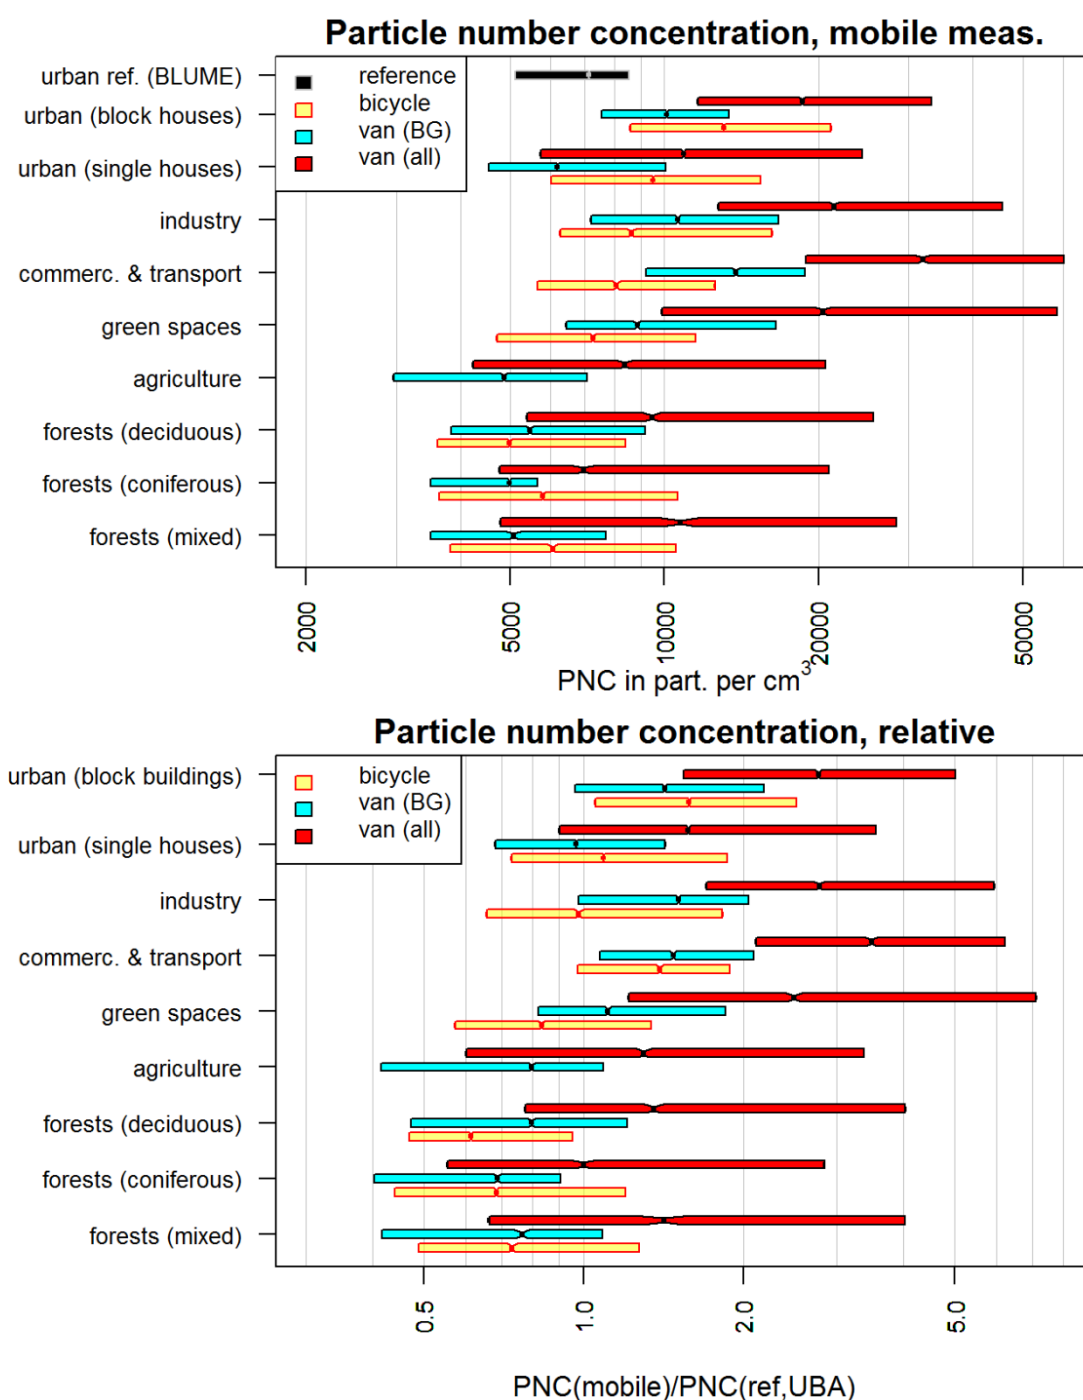 Particle number concentration, mobile meas.
urban ref. (BLUME)
urban (block houses)
urban (single houses)
industry
commerc. & transport
green spaces
agriculture
forests (deciduous)
forests (coniferous)
forests (mixed)
reference
bicycle
van (BG)
van (all)
2000
5000
10000
20000
50000
PNC in part. per cm³
Particle number concentration, relative
urban (block buildings)
urban (single houses)
industry
commerc. & transport
green spaces
agriculture
forests (deciduous)
forests (coniferous)
forests (mixed)
bicycle
van (BG)
van (all)
0.5
1.0
2.0
5.0
PNC(mobile)/PNC(ref,UBA)